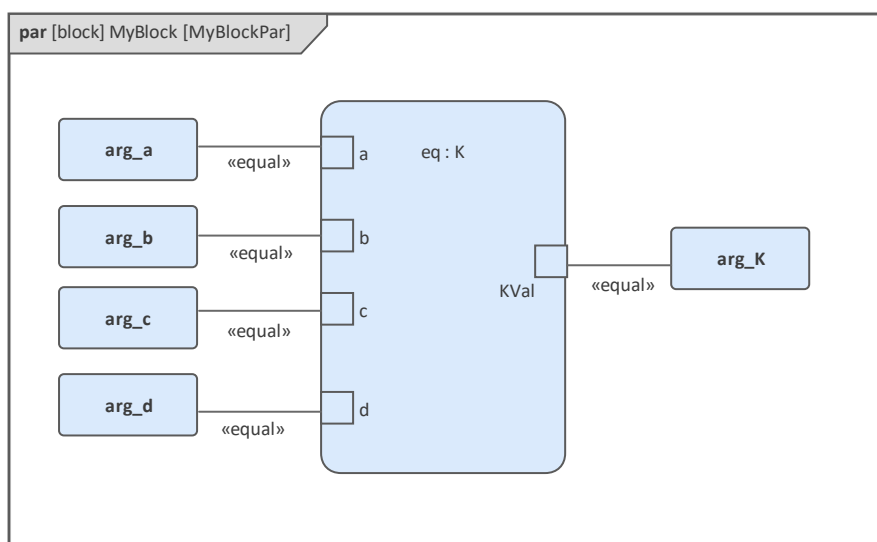 par [block] MyBlock [MyBlockPar]
arg_a
«equal»
a
eq : K
arg_b
«equal»
b
arg_c
«equal»
c
arg_d
«equal»
d
KVal
«equal»
arg_K